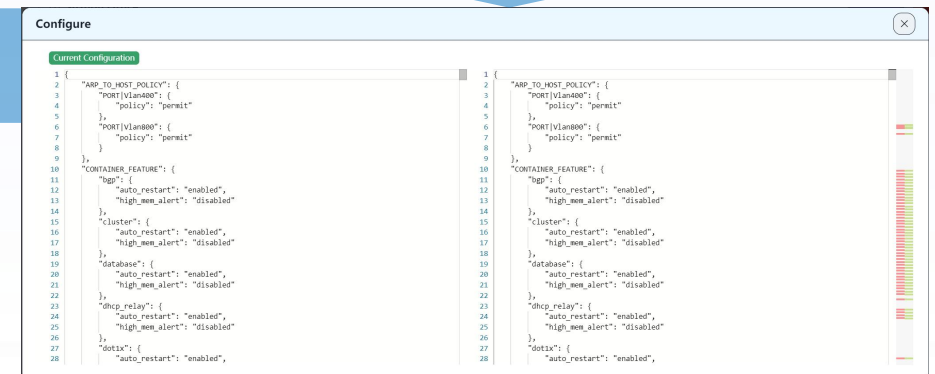 Configure
Current Configuration
1 {
2 "ARP_TO_HOST_POLICY": {
3 "PORT|Vlan400": {
4 "policy": "permit"
5 },
6 "PORT|Vlan800": {
7 "policy": "permit"
8 }
9 },
10 "CONTAINER_FEATURE": {
11 "bgp": {
12 "auto_restart": "enabled",
13 "high_mem_alert": "disabled"
14 },
15 "cluster": {
16 "auto_restart": "enabled",
17 "high_mem_alert": "disabled"
18 },
19 "database": {
20 "auto_restart": "enabled",
21 "high_mem_alert": "disabled"
22 },
23 "dhcp_relay": {
24 "auto_restart": "enabled",
25 "high_mem_alert": "disabled"
26 },
27 "dot1x": {
28 "auto_restart": "enabled",
1 {
2 "ARP_TO_HOST_POLICY": {
3 "PORT|Vlan400": {
4 "policy": "permit"
5 },
6 "PORT|Vlan800": {
7 "policy": "permit"
8 }
9 },
10 "CONTAINER_FEATURE": {
11 "bgp": {
12 "auto_restart": "enabled",
13 "high_mem_alert": "disabled"
14 },
15 "cluster": {
16 "auto_restart": "enabled",
17 "high_mem_alert": "disabled"
18 },
19 "database": {
20 "auto_restart": "enabled",
21 "high_mem_alert": "disabled"
22 },
23 "dhcp_relay": {
24 "auto_restart": "enabled",
25 "high_mem_alert": "disabled"
26 },
27 "dot1x": {
28 "auto_restart": "enabled",